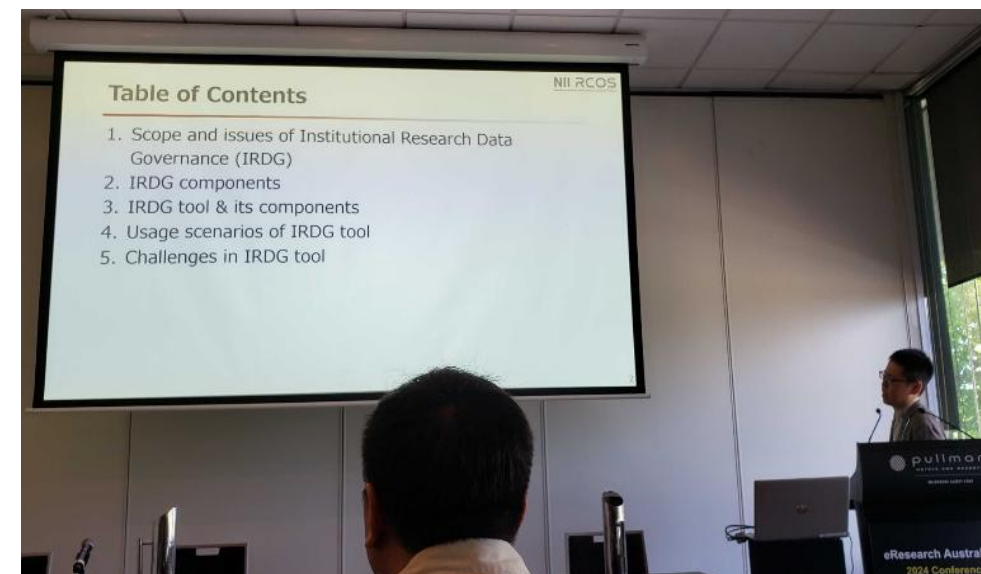 Table of Contents
NII RCOS
1. Scope and issues of Institutional Research Data
Governance (IRDG)
2. IRDG components
3. IRDG tool & its components
4. Usage scenarios of IRDG tool
5. Challenges in IRDG tool
pullman
eResearch Austral
2024 Conferenc